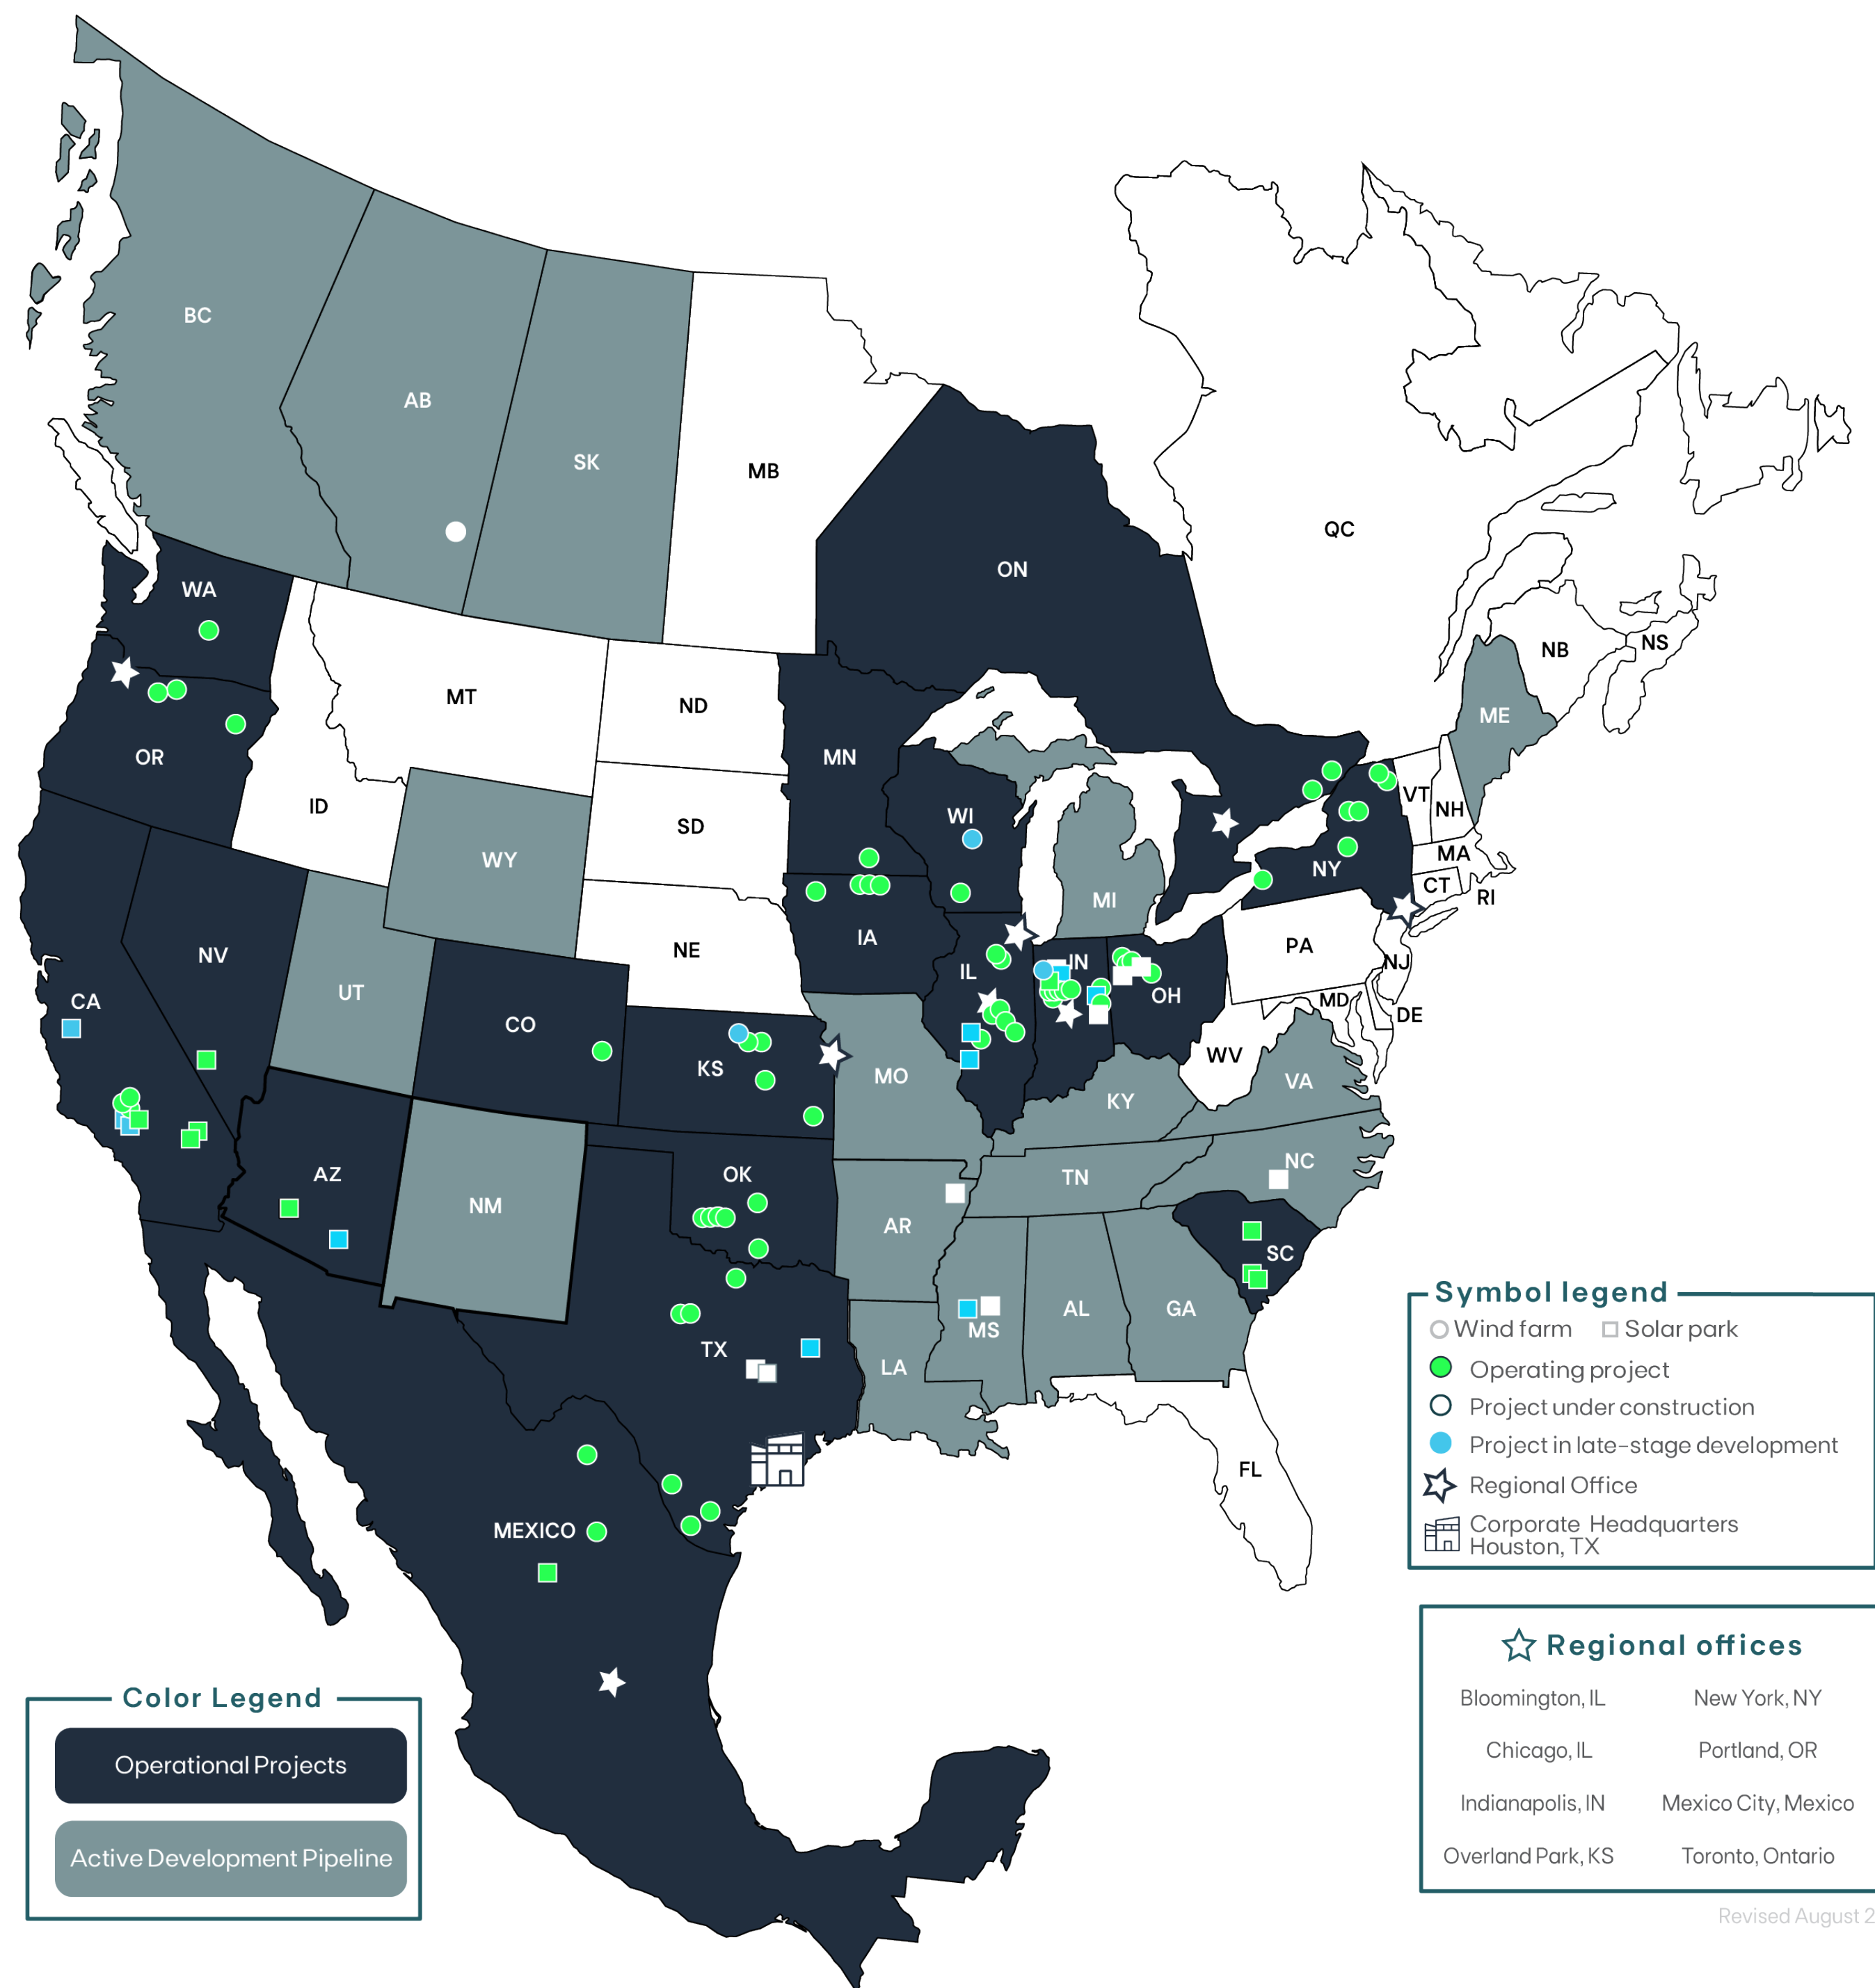 BC
AB
SK
MB
QC
ON
WA
NB
NS
MT
ND
ME
OR
MN
VT
NH
ID
WI
SD
MA
WY
NY
CT
RI
MI
IA
NE
PA
NV
IL
IN
NJ
UT
OH
CA
MD
DE
CO
WV
KS
MO
VA
KY
AZ
OK
NC
TN
NM
AR
SC
MS
AL
GA
TX
LA
FL
MEXICO
Symbol legend
Wind farm
Solar park
Operating project
Project under construction
Project in late-stage development
Regional Office
Corporate Headquarters
Houston, TX
Regional offices
Bloomington, IL
New York, NY
Chicago, IL
Portland, OR
Indianapolis, IN
Mexico City, Mexico
Overland Park, KS
Toronto, Ontario
Color Legend
Operational Projects
Active Development Pipeline
Revised August 2